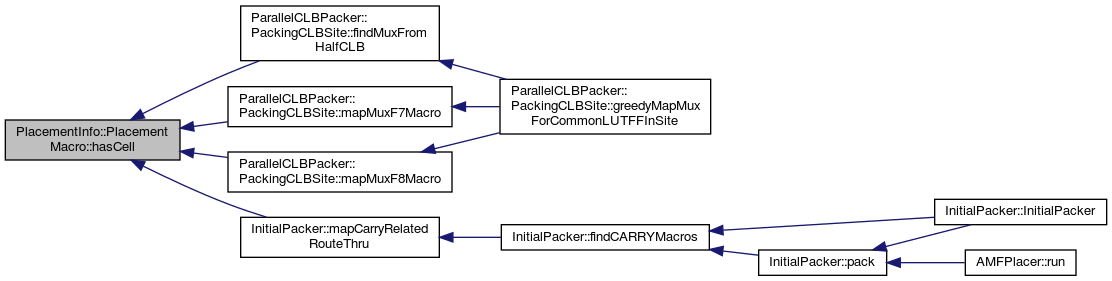 ParallelCLBPacker::
PackingCLBSite::findMuxFrom
HalfCLB
ParallelCLBPacker::
PackingCLBSite::mapMuxF7Macro
ParallelCLBPacker::
PackingCLBSite::greedyMapMux
ForCommonLUTFFInSite
PlacementInfo::Placement
Macro::hasCell
ParallelCLBPacker::
PackingCLBSite::mapMuxF8Macro
InitialPacker::mapCarryRelated
RouteThru
InitialPacker::findCARRYMacros
InitialPacker::InitialPacker
InitialPacker::pack
AMFPlacer::run